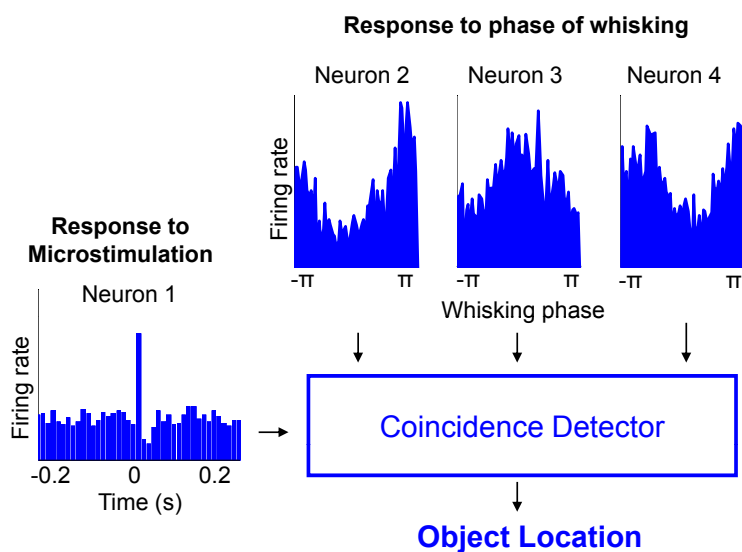 Response to phase of whisking
Neuron 2
Neuron 3
Neuron 4
Firing rate
-π
π
-π
π
-π
π
Whisking phase
Response to
Microstimulation
Neuron 1
Firing rate
-0.2
0
0.2
Time (s)
Coincidence Detector
Object Location